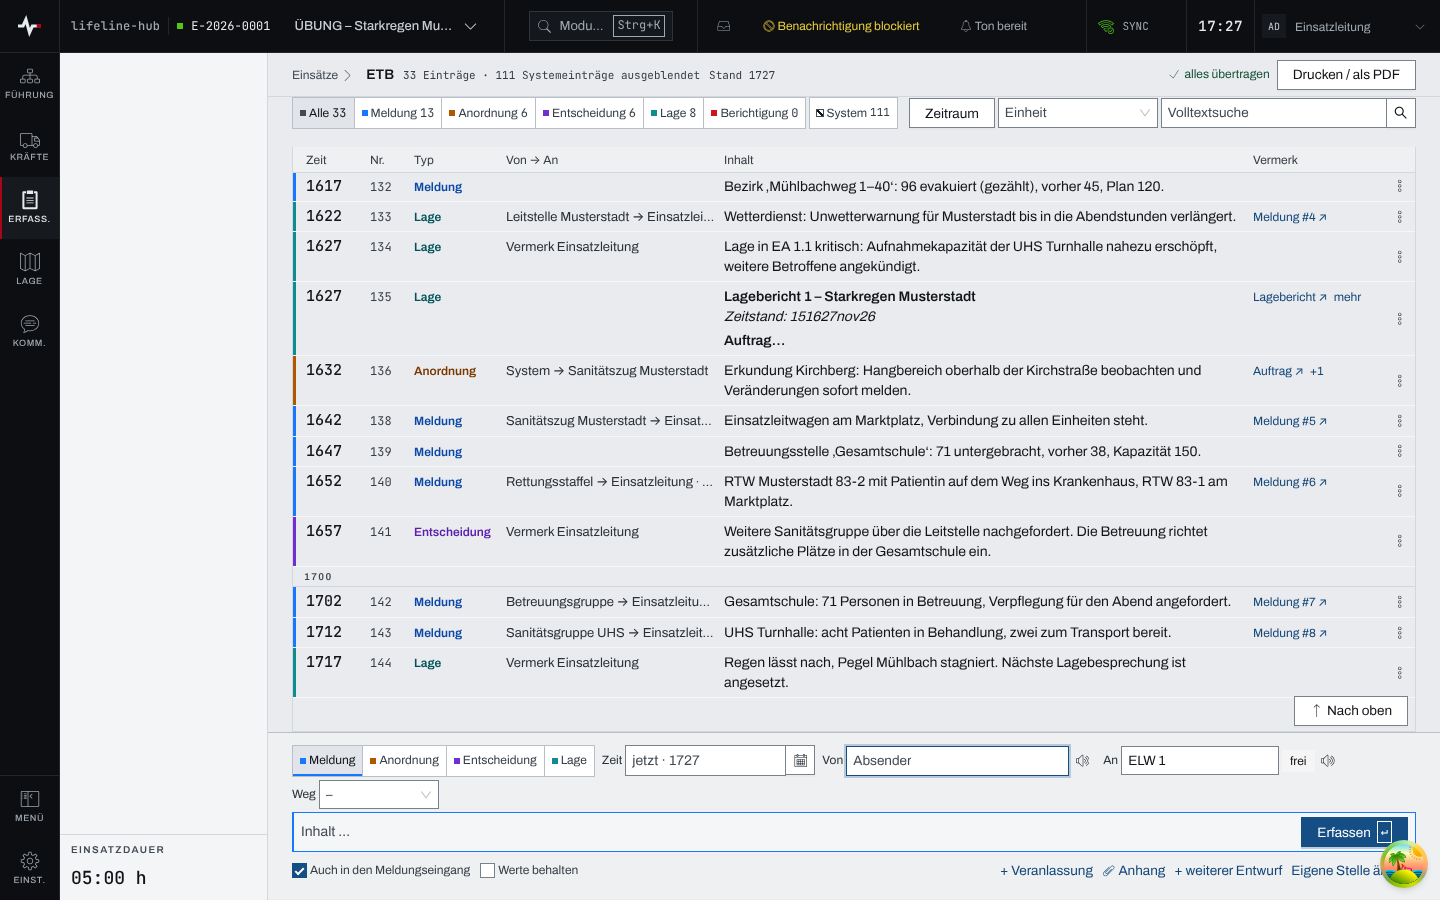 lifeline-hub E-2026-0001 ÜBUNG – Starkregen Mu... Modu... Strg+K Benachrichtigung blockiert Ton bereit SYNC 17:27 AD Einsatzleitung
FÜHRUNG
KRÄFTE
ERFASS.
LAGE
KOMM.
MENÜ
EINST.
EINSATZDAUER
05:00 h
Einsätze ETB 33 Einträge · 111 Systemeinträge ausgeblendet Stand 1727 alles übertragen Drucken / als PDF
Alle 33 Meldung 13 Anordnung 6 Entscheidung 6 Lage 8 Berichtigung 0 System 111 Zeitraum Einheit Volltextsuche
Zeit Nr. Typ Von → An Inhalt Vermerk
1617 132 Meldung Bezirk ‚Mühlbachweg 1–40‘: 96 evakuiert (gezählt), vorher 45, Plan 120.
1622 133 Lage Leitstelle Musterstadt → Einsatzlei... Wetterdienst: Unwetterwarnung für Musterstadt bis in die Abendstunden verlängert. Meldung #4 ↗
1627 134 Lage Vermerk Einsatzleitung Lage in EA 1.1 kritisch: Aufnahmekapazität der UHS Turnhalle nahezu erschöpft,
weitere Betroffene angekündigt.
1627 135 Lage Lagebericht 1 – Starkregen Musterstadt Lagebericht ↗ mehr
Zeitstand: 151627nov26
Auftrag...
1632 136 Anordnung System → Sanitätszug Musterstadt Erkundung Kirchberg: Hangbereich oberhalb der Kirchstraße beobachten und Auftrag ↗ +1
Veränderungen sofort melden.
1642 138 Meldung Sanitätszug Musterstadt → Einsat... Einsatzleitwagen am Marktplatz, Verbindung zu allen Einheiten steht. Meldung #5 ↗
1647 139 Meldung Betreuungsstelle ‚Gesamtschule‘: 71 untergebracht, vorher 38, Kapazität 150.
1652 140 Meldung Rettungsstaffel → Einsatzleitung · ... RTW Musterstadt 83-2 mit Patientin auf dem Weg ins Krankenhaus, RTW 83-1 am Meldung #6 ↗
Marktplatz.
1657 141 Entscheidung Vermerk Einsatzleitung Weitere Sanitätsgruppe über die Leitstelle nachgefordert. Die Betreuung richtet
zusätzliche Plätze in der Gesamtschule ein.
1700
1702 142 Meldung Betreuungsgruppe → Einsatzleitu... Gesamtschule: 71 Personen in Betreuung, Verpflegung für den Abend angefordert. Meldung #7 ↗
1712 143 Meldung Sanitätsgruppe UHS → Einsatzleit... UHS Turnhalle: acht Patienten in Behandlung, zwei zum Transport bereit. Meldung #8 ↗
1717 144 Lage Vermerk Einsatzleitung Regen lässt nach, Pegel Mühlbach stagniert. Nächste Lagebesprechung ist
angesetzt.
↑ Nach oben
Meldung Anordnung Entscheidung Lage Zeit jetzt · 1727 Von Absender An ELW 1 frei
Weg –
Inhalt ... Erfassen ↵
Auch in den Meldungseingang Werte behalten + Veranlassung Anhang + weiterer Entwurf Eigene Stelle